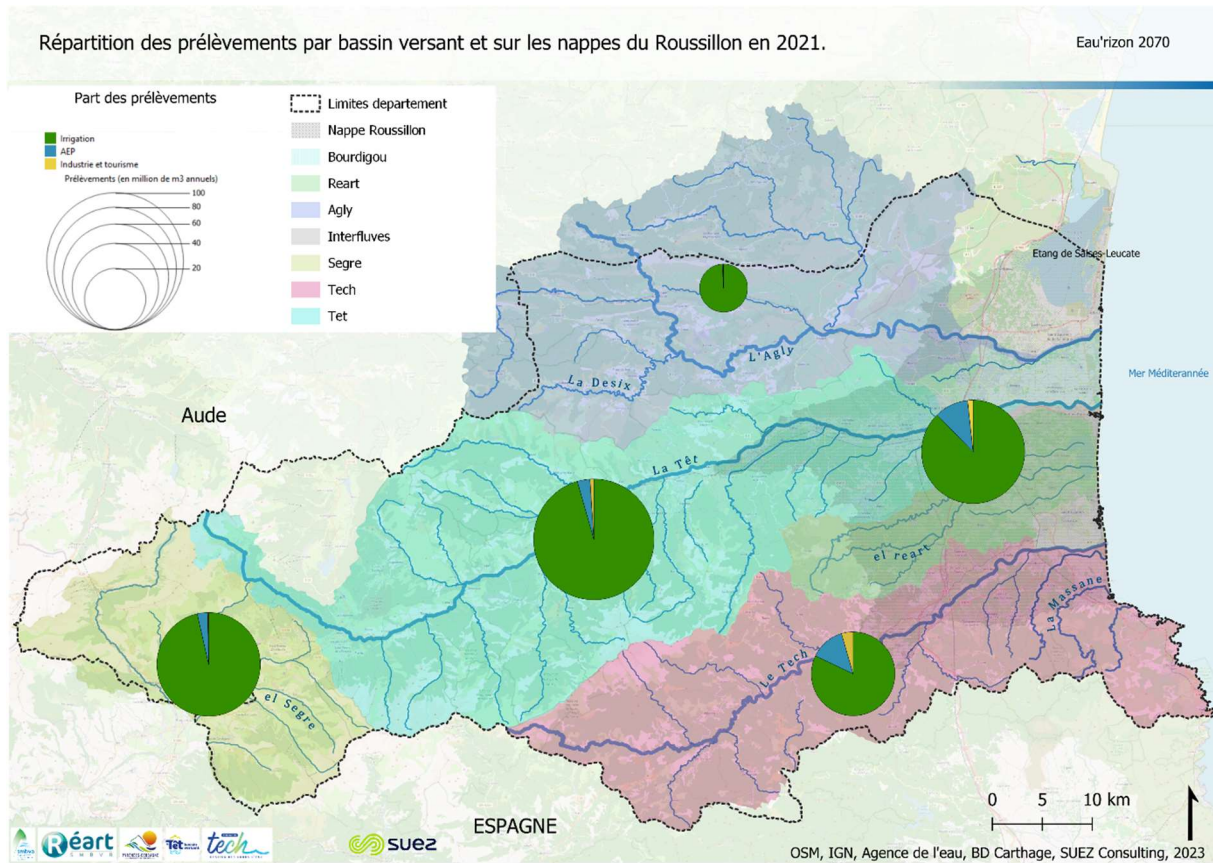 Répartition des prélèvements par bassin versant et sur les nappes du Roussillon en 2021.
Eau'rizon 2070
Part des prélèvements
Irrigation
AEP
Industrie et tourisme
Prélèvements (en million de m3 annuels)
100
80
60
40
20
Limites departement
Nappe Roussillon
Bourdigou
Reart
Agly
Interfluves
Segre
Tech
Tet
Etang de Salses-Leucate
L'Agly
La Desix
Mer Méditerannée
Aude
La Têt
el reart
La Massane
Le Tech
el Segre
0 5 10 km
ESPAGNE
Réart
Têt
tech
suez
OSM, IGN, Agence de l'eau, BD Carthage, SUEZ Consulting, 2023